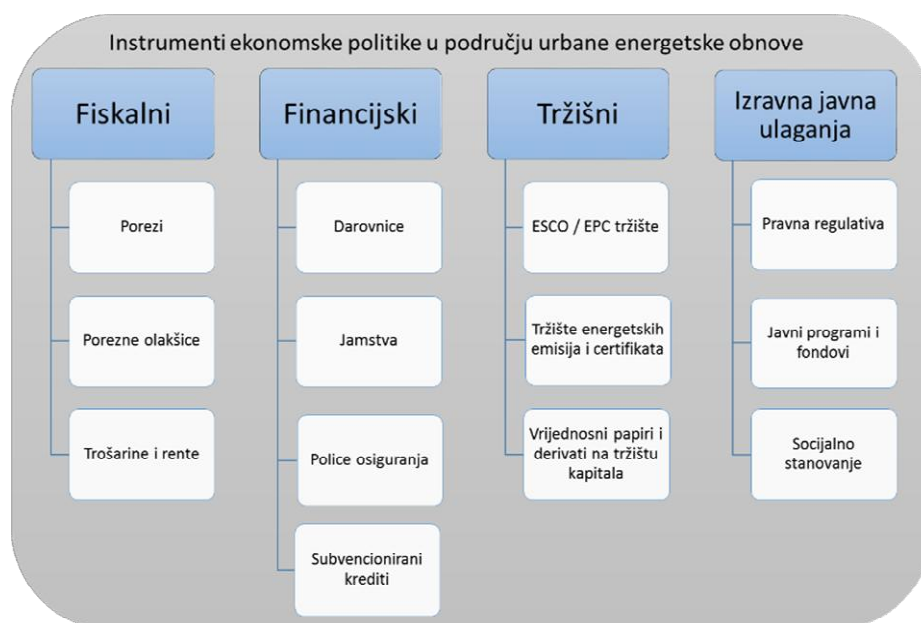 Instrumenti ekonomske politike u području urbane energetske obnove
Fiskalni
Porezi
Porezne olakšice
Trošarine i rente
Financijski
Darovnice
Jamstva
Police osiguranja
Subvencionirani
krediti
Tržišni
ESCO / EPC tržište
Tržište energetskih
emisija i certifikata
Vrijednosni papiri i
derivati na tržištu
kapitala
Izravna javna
ulaganja
Pravna regulativa
Javni programi i
fondovi
Socijalno
stanovanje